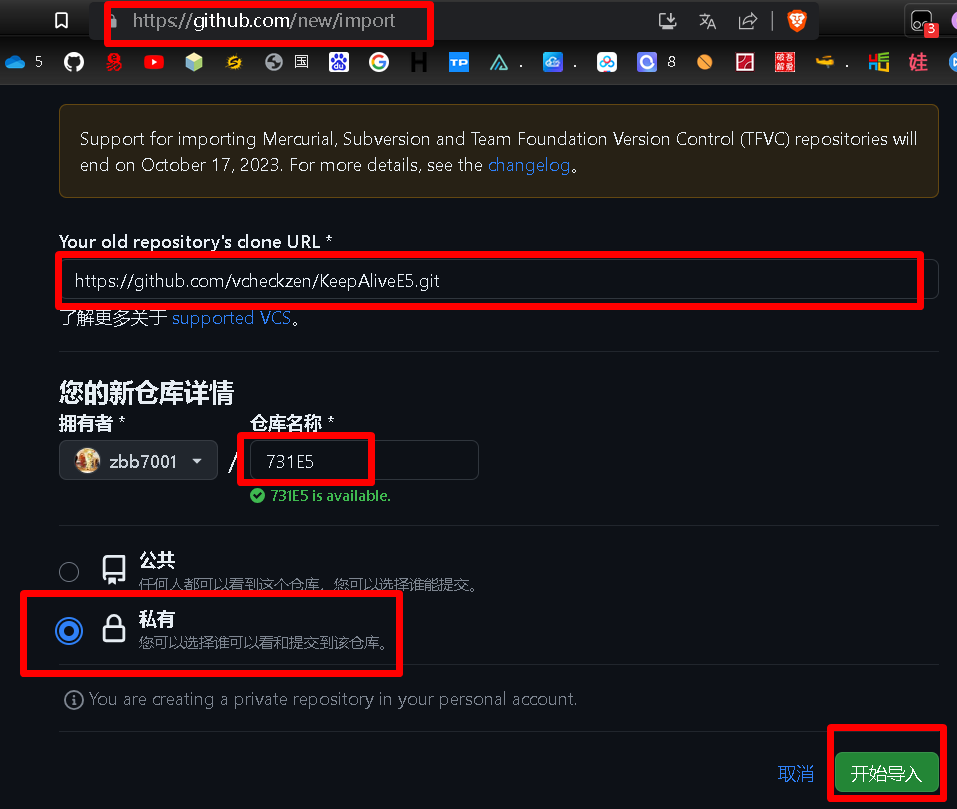 https://github.com/new/import
3
5 国 H TP . . 8 破吾 . 娃
解爱
Support for importing Mercurial, Subversion and Team Foundation Version Control (TFVC) repositories will
end on October 17, 2023. For more details, see the changelog。
Your old repository's clone URL *
https://github.com/vcheckzen/KeepAliveE5.git
了解更多关于 supported VCS。
您的新仓库详情
拥有者 * 仓库名称 *
zbb7001 / 731E5
731E5 is available.
公共
任何人都可以看到这个仓库，您可以选择谁能提交。
私有
您可以选择谁可以看和提交到该仓库。
You are creating a private repository in your personal account.
取消 开始导入